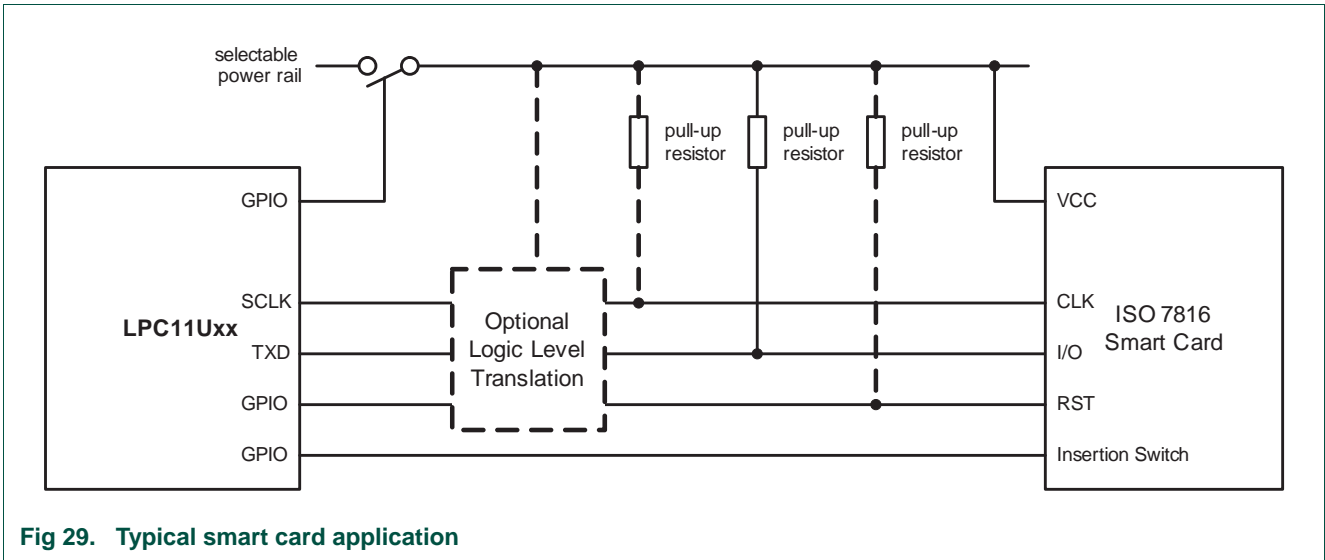 selectable
power rail
pull-up
resistor
pull-up
resistor
pull-up
resistor
GPIO
VCC
SCLK
CLK
LPC11Uxx
Optional
Logic Level
Translation
ISO 7816
Smart Card
TXD
I/O
GPIO
RST
GPIO
Insertion Switch
Fig 29. Typical smart card application